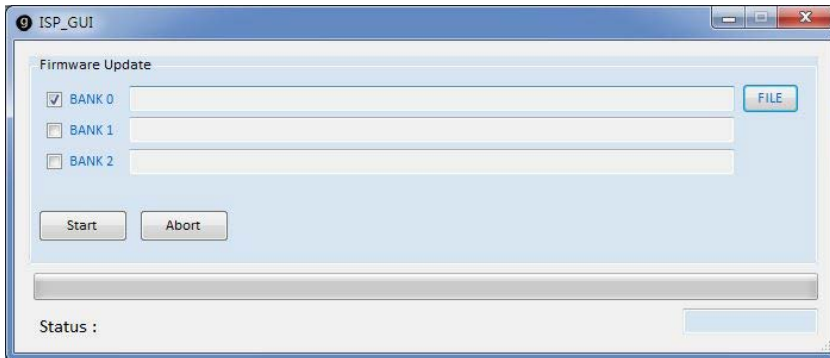 g ISP_GUI
Firmware Update
BANK 0 FILE
BANK 1
BANK 2
Start Abort
Status :